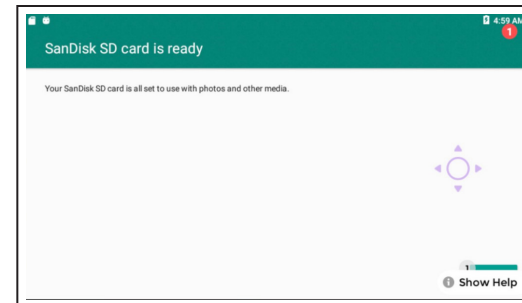 4:59 AM
1
SanDisk SD card is ready
Your SanDisk SD card is all set to use with photos and other media.
1
Show Help